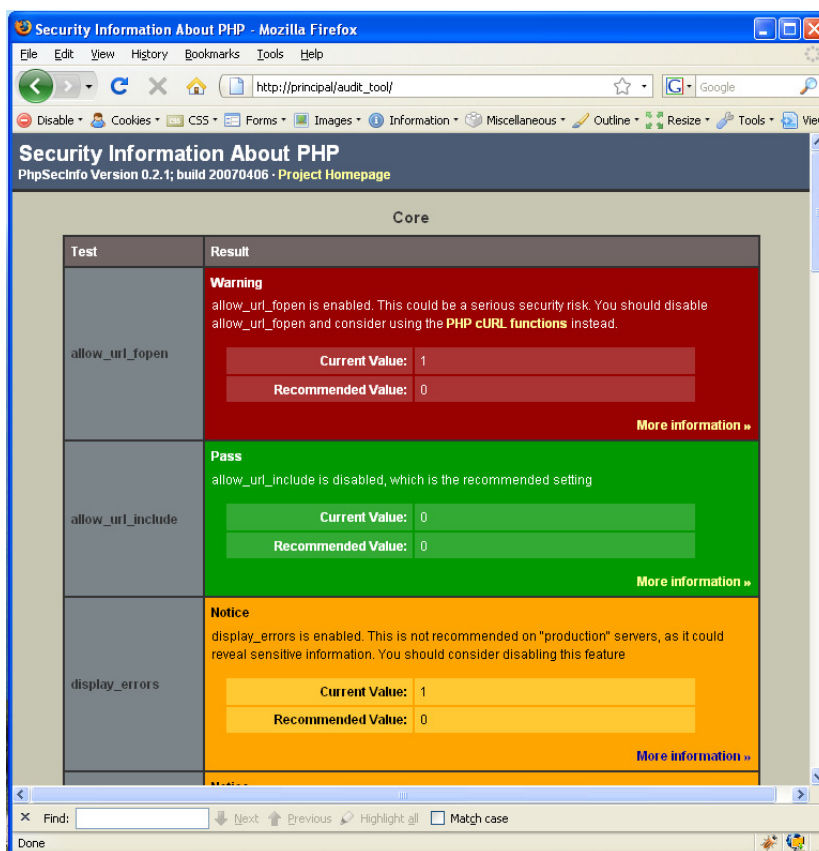 Security Information About PHP - Mozilla Firefox
File Edit View History Bookmarks Tools Help
http://principal/audit_tool/
G Google
Disable Cookies CSS Forms Images Information Miscellaneous Outline Resize Tools
Security Information About PHP
PhpSecInfo Version 0.2.1; build 20070406 · Project Homepage
Core
Test Result
allow_url_fopen
Warning
allow_url_fopen is enabled. This could be a serious security risk. You should disable
allow_url_fopen and consider using the PHP cURL functions instead.
Current Value: 1
Recommended Value: 0
More information »
allow_url_include
Pass
allow_url_include is disabled, which is the recommended setting
Current Value: 0
Recommended Value: 0
More information »
display_errors
Notice
display_errors is enabled. This is not recommended on "production" servers, as it could
reveal sensitive information. You should consider disabling this feature
Current Value: 1
Recommended Value: 0
More information »
Find: Next Previous Highlight all Match case
Done